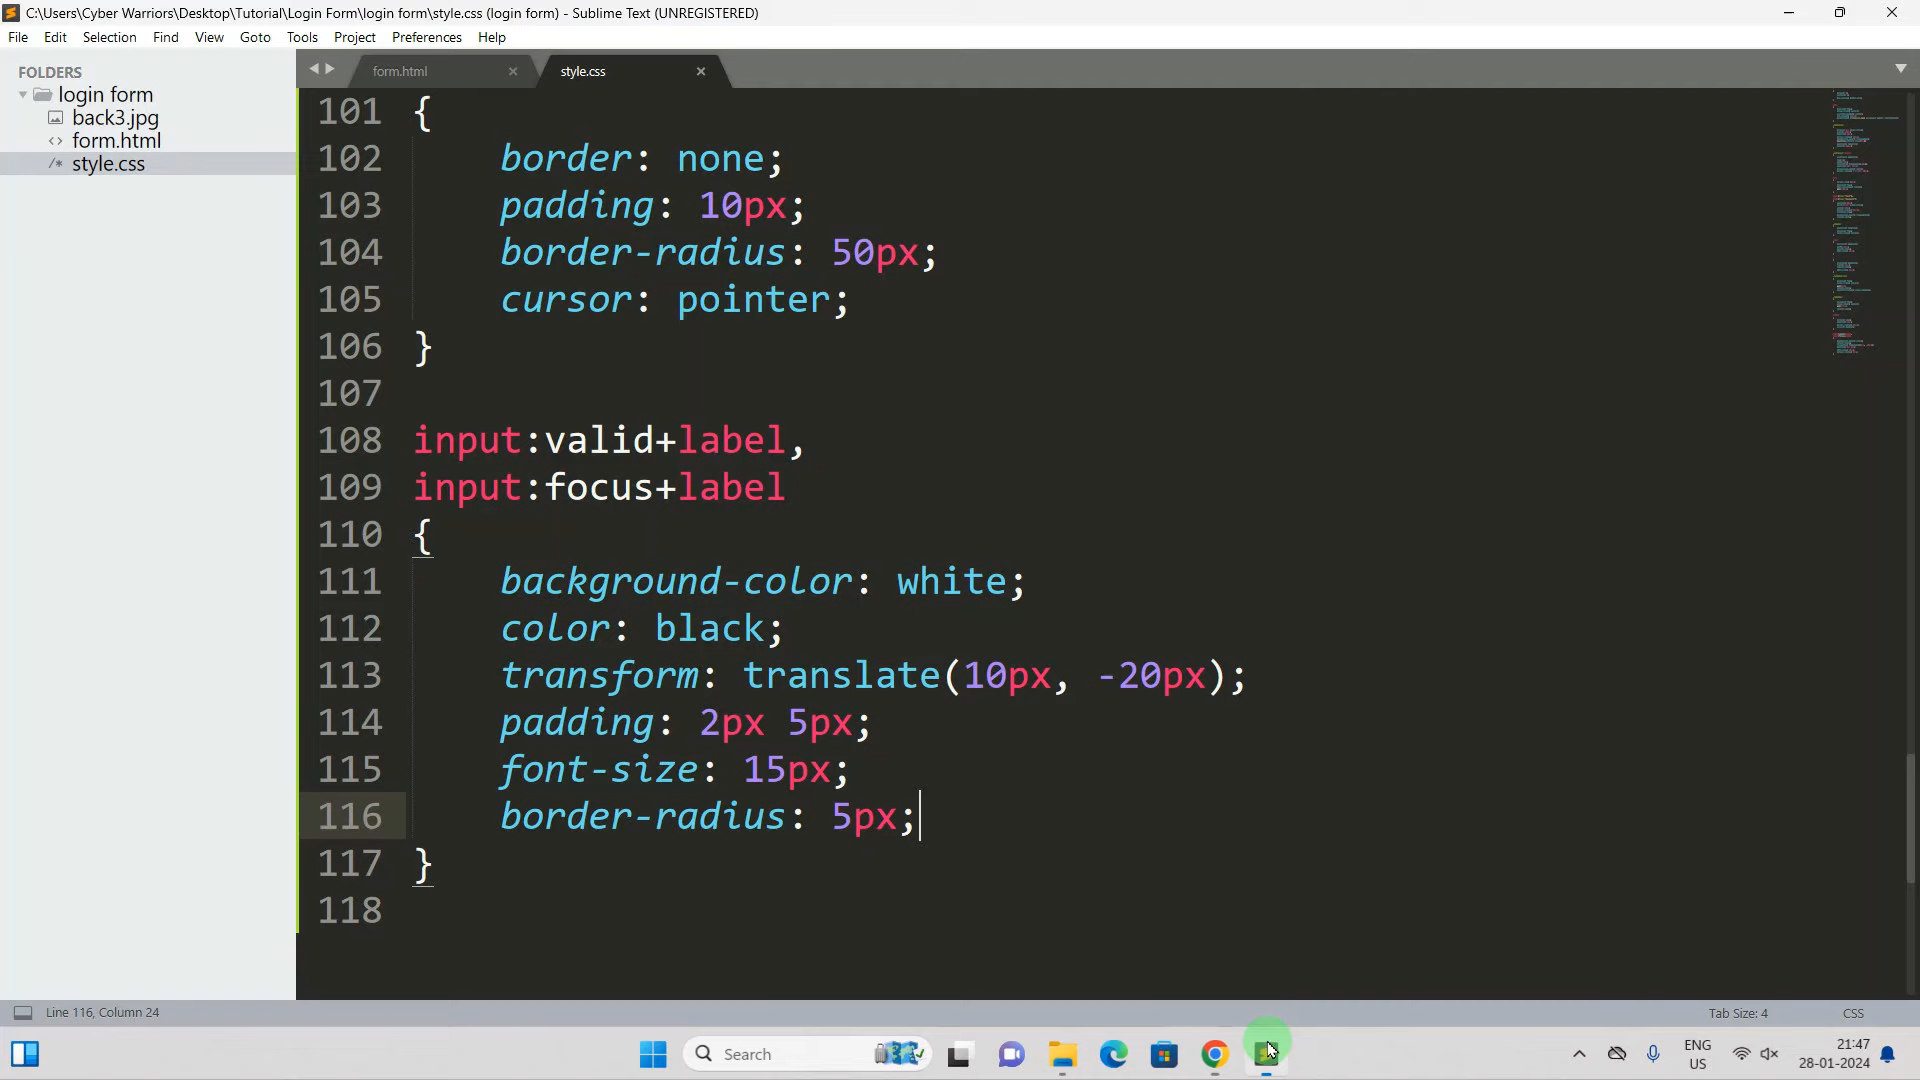 C:\Users\Cyber Warriors\Desktop\Tutorial\Login Form\login form\style.css (login form) - Sublime Text (UNREGISTERED)
File Edit Selection Find View Goto Tools Project Preferences Help
FOLDERS
login form
back3.jpg
form.html
style.css
form.html
style.css
101 {
102 border: none;
103 padding: 10px;
104 border-radius: 50px;
105 cursor: pointer;
106 }
107
108 input:valid+label,
109 input:focus+label
110 {
111 background-color: white;
112 color: black;
113 transform: translate(10px, -20px);
114 padding: 2px 5px;
115 font-size: 15px;
116 border-radius: 5px;
117 }
118
Line 116, Column 24
Tab Size: 4
CSS
Search
ENG
US
21:47
28-01-2024